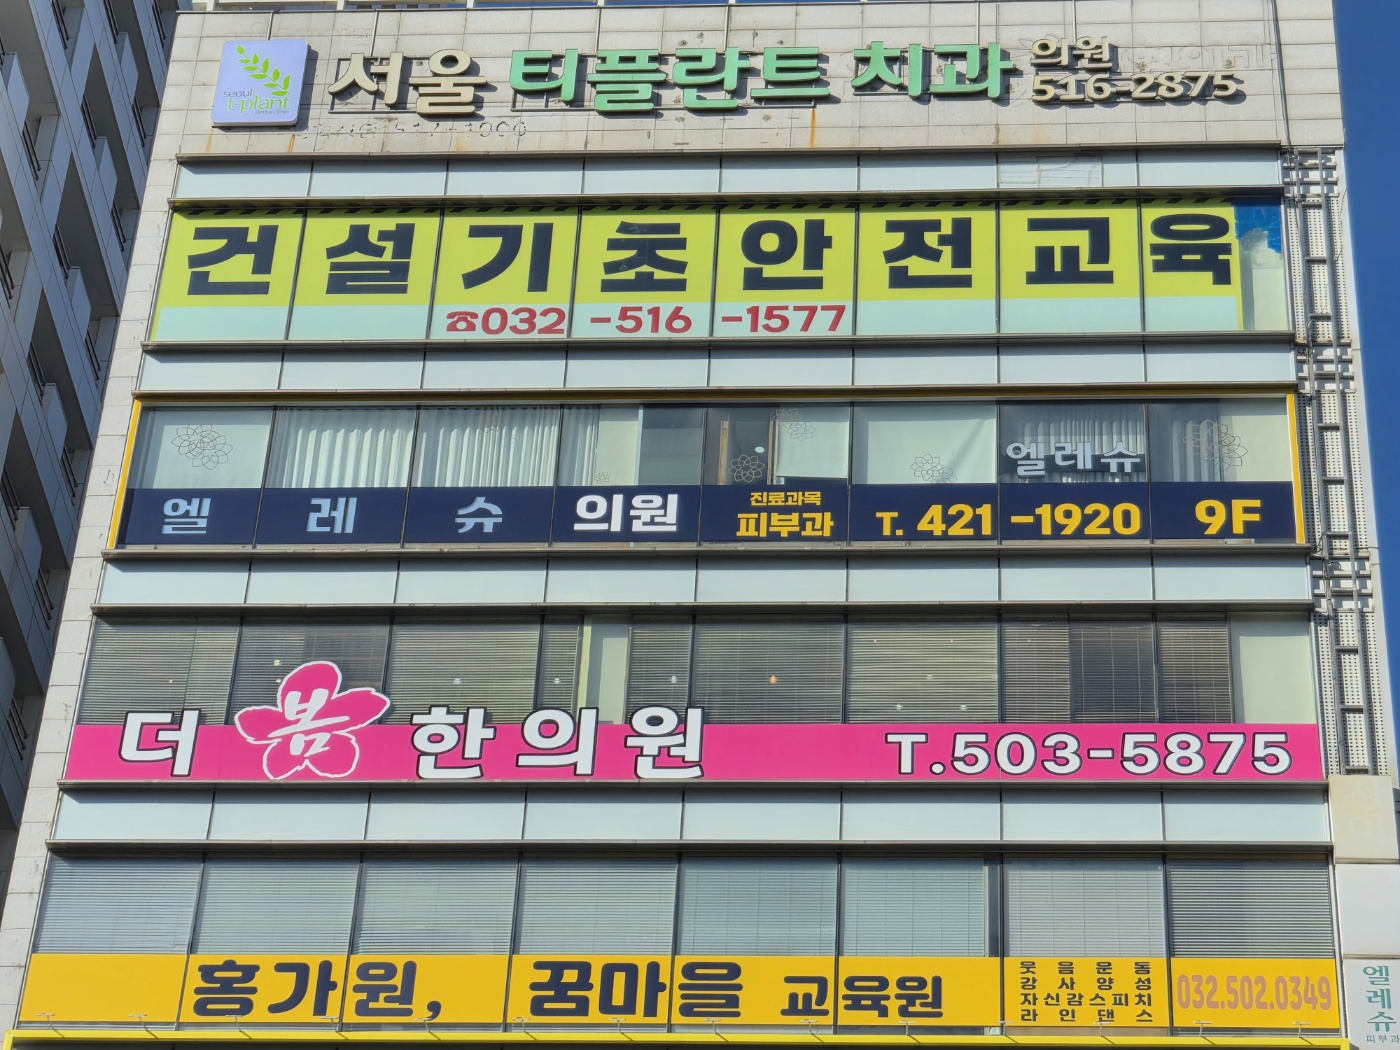 seoul
t-plant
서울 티플란트 치과 의원
516-2875
건설기초안전교육
☎032-516-1577
엘레슈
엘레슈 의원 진료과목 피부과 T. 421-1920 9F
더봄한의원 T.503-5875
홍가원, 꿈마을 교육원
웃음운동
강사양성
자신감스피치
라인댄스
032.502.0349
엘레슈
피부과